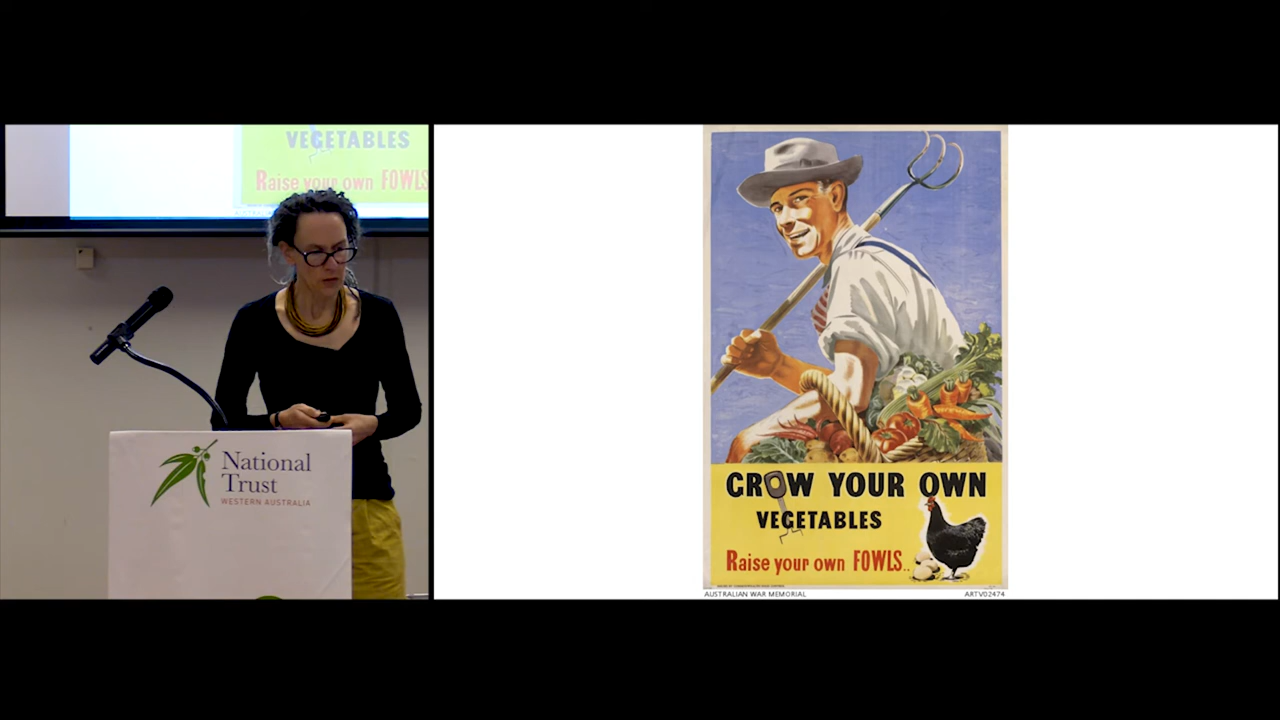 VEGETABLES
Raise your own FOWLS
National
Trust
WESTERN AUSTRALIA
GROW YOUR OWN
VEGETABLES
Raise your own FOWLS..
AUSTRALIAN WAR MEMORIAL
ARTV02474